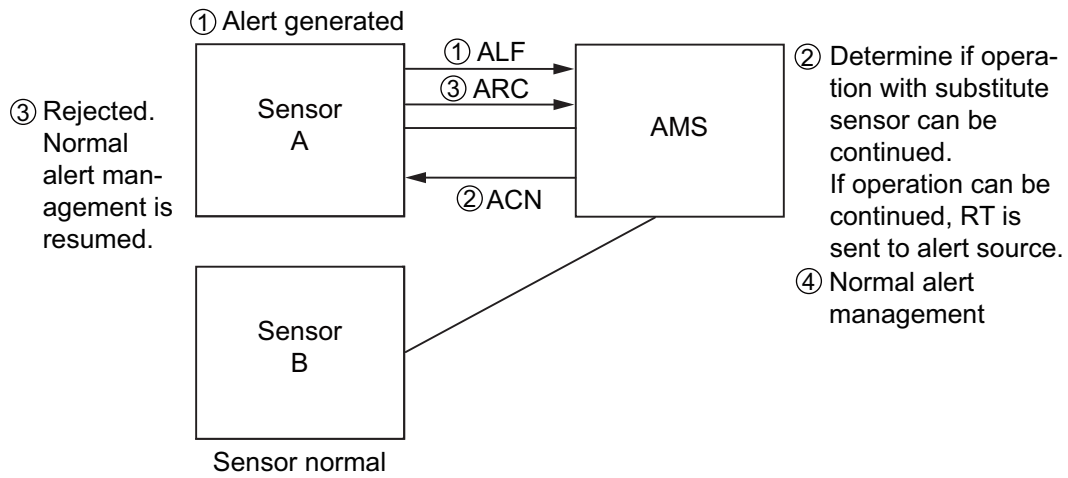 ① Alert generated
① ALF
③ ARC
② ACN
Sensor
A
AMS
③ Rejected.
Normal
alert man-
agement is
resumed.
② Determine if opera-
tion with substitute
sensor can be
continued.
If operation can be
continued, RT is
sent to alert source.
④ Normal alert
management
Sensor
B
Sensor normal